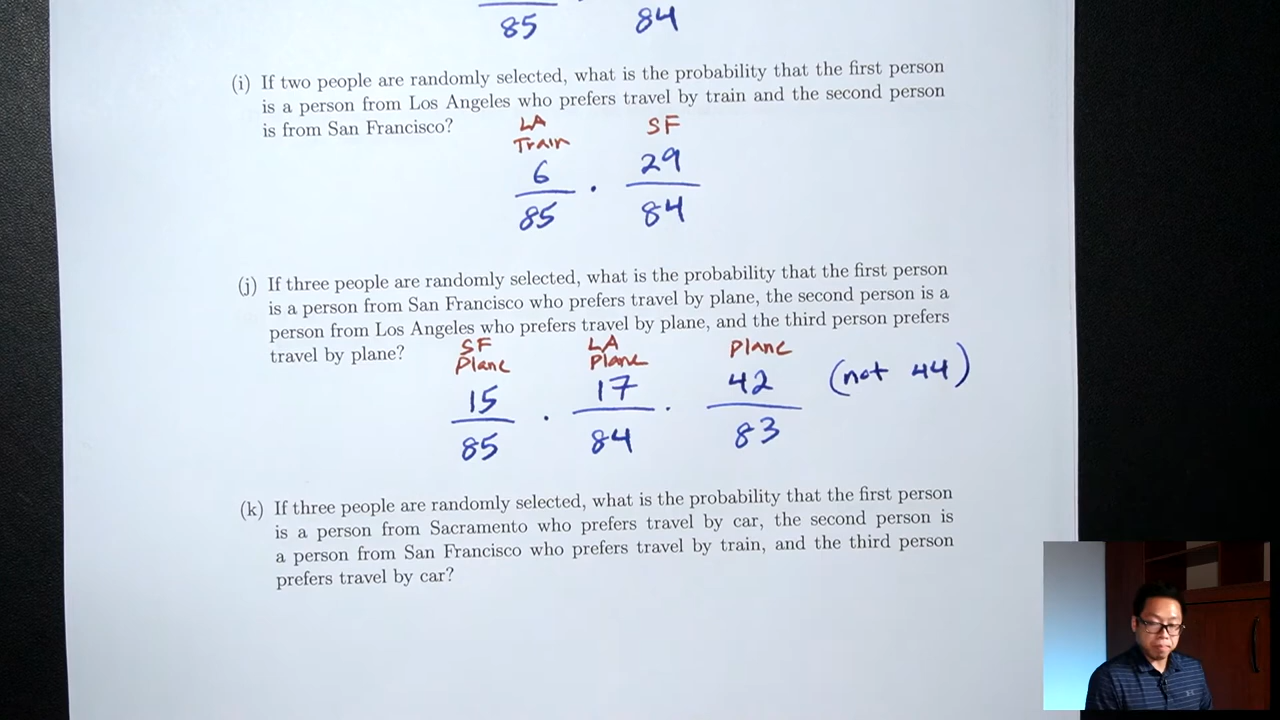 85 84
(i) If two people are randomly selected, what is the probability that the first person
is a person from Los Angeles who prefers travel by train and the second person
is from San Francisco?
LA SF
Train
6 29
85 · 84
(j) If three people are randomly selected, what is the probability that the first person
is a person from San Francisco who prefers travel by plane, the second person is a
person from Los Angeles who prefers travel by plane, and the third person prefers
travel by plane?
SF LA Plane
Plane Plane
15 17 42 (not 44)
85 · 84 · 83
(k) If three people are randomly selected, what is the probability that the first person
is a person from Sacramento who prefers travel by car, the second person is
a person from San Francisco who prefers travel by train, and the third person
prefers travel by car?